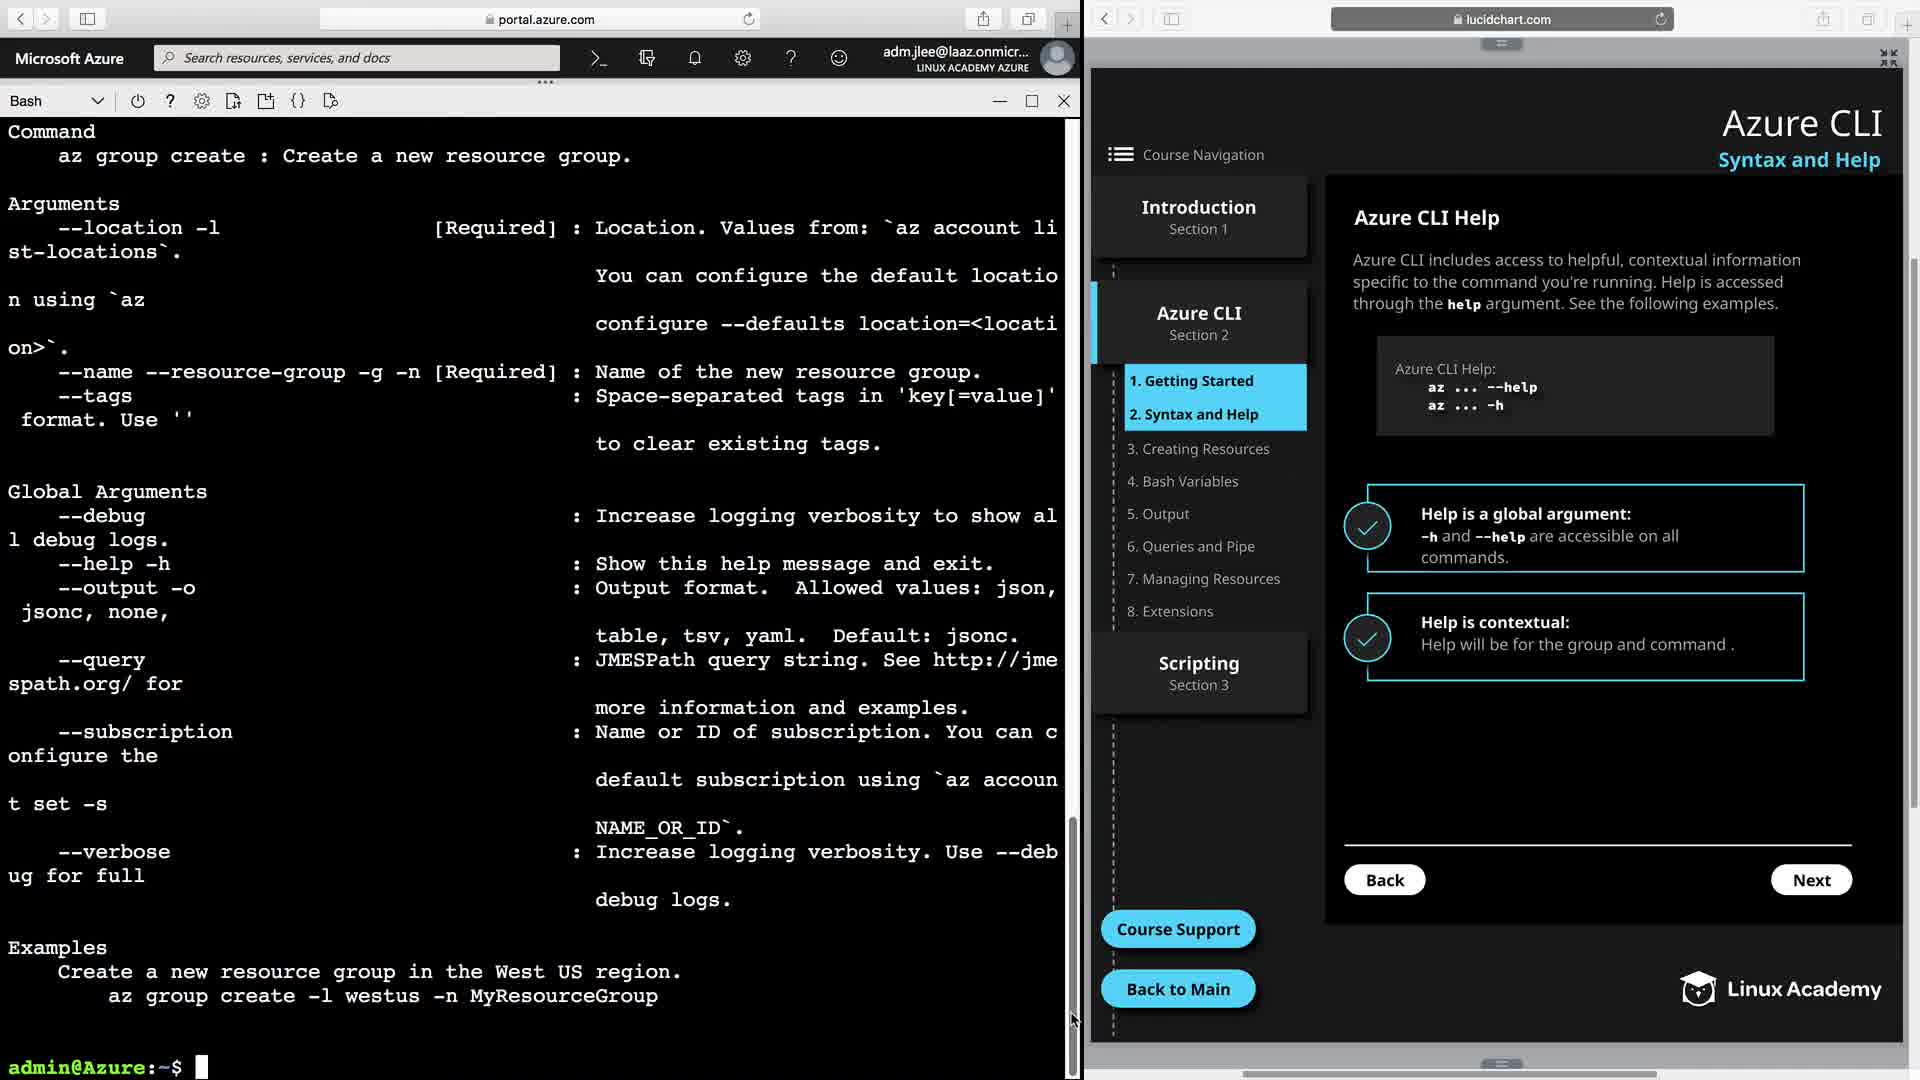 portal.azure.com
Microsoft Azure
Search resources, services, and docs
adm.jlee@laaz.onmicr...
LINUX ACADEMY AZURE
Bash
Command
az group create : Create a new resource group.
Arguments
--location -l [Required] : Location. Values from: `az account li
st-locations`.
You can configure the default locatio
n using `az
configure --defaults location=<locati
on>`.
--name --resource-group -g -n [Required] : Name of the new resource group.
--tags : Space-separated tags in 'key[=value]'
format. Use ''
to clear existing tags.
Global Arguments
--debug : Increase logging verbosity to show al
l debug logs.
--help -h : Show this help message and exit.
--output -o : Output format. Allowed values: json,
jsonc, none,
table, tsv, yaml. Default: jsonc.
--query : JMESPath query string. See http://jme
spath.org/ for
more information and examples.
--subscription : Name or ID of subscription. You can c
onfigure the
default subscription using `az accoun
t set -s
NAME_OR_ID`.
--verbose : Increase logging verbosity. Use --deb
ug for full
debug logs.
Examples
Create a new resource group in the West US region.
az group create -l westus -n MyResourceGroup
admin@Azure:~$
lucidchart.com
Azure CLI
Syntax and Help
Course Navigation
Introduction
Section 1
Azure CLI
Section 2
1. Getting Started
2. Syntax and Help
3. Creating Resources
4. Bash Variables
5. Output
6. Queries and Pipe
7. Managing Resources
8. Extensions
Scripting
Section 3
Course Support
Back to Main
Azure CLI Help
Azure CLI includes access to helpful, contextual information
specific to the command you're running. Help is accessed
through the help argument. See the following examples.
Azure CLI Help:
az ... --help
az ... -h
Help is a global argument:
-h and --help are accessible on all
commands.
Help is contextual:
Help will be for the group and command .
Back
Next
Linux Academy